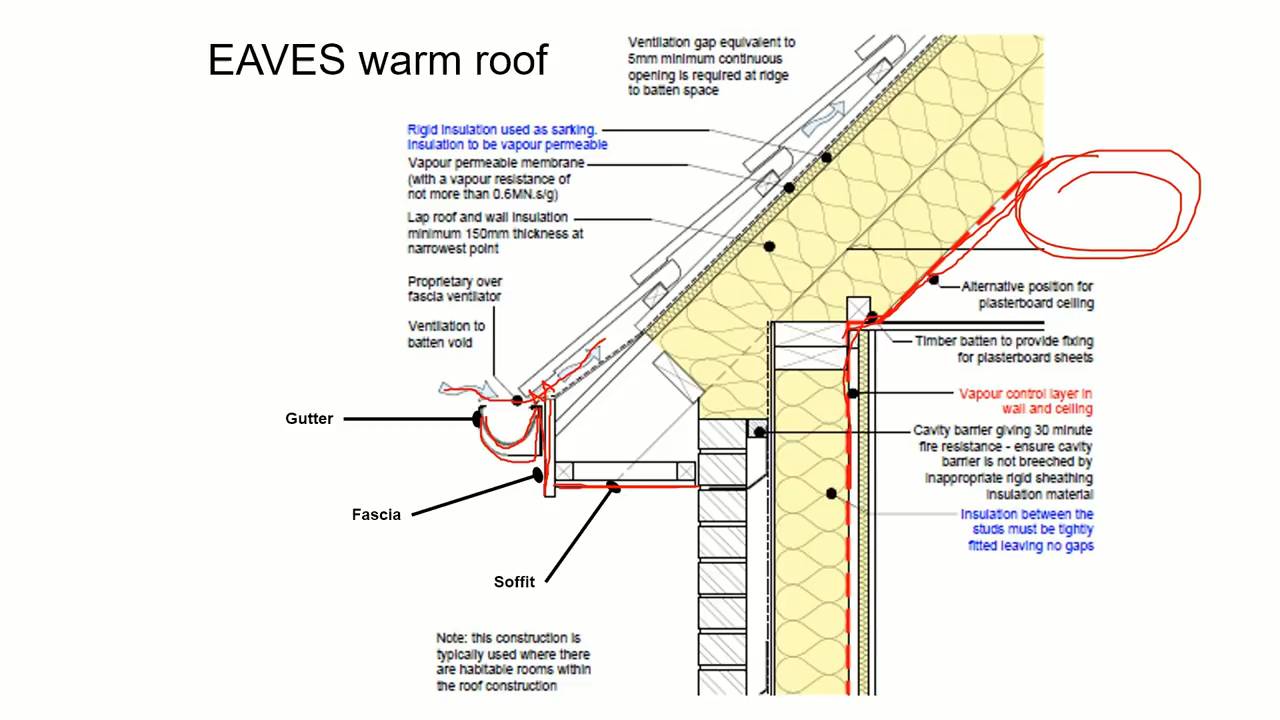 EAVES warm roof
Ventilation gap equivalent to
5mm minimum continuous
opening is required at ridge
to batten space
Rigid insulation used as sarking.
Insulation to be vapour permeable
Vapour permeable membrane
(with a vapour resistance of
not more than 0.6MN.s/g)
Lap roof and wall insulation
minimum 150mm thickness at
narrowest point
Proprietary over
fascia ventilator
Ventilation to
batten void
Gutter
Fascia
Soffit
Alternative position for
plasterboard ceiling
Timber batten to provide fixing
for plasterboard sheets
Vapour control layer in
wall and ceiling
Cavity barrier giving 30 minute
fire resistance - ensure cavity
barrier is not breeched by
inappropriate rigid sheathing
insulation material
Insulation between the
studs must be tightly
fitted leaving no gaps
Note: this construction is
typically used where there
are habitable rooms within
the roof construction